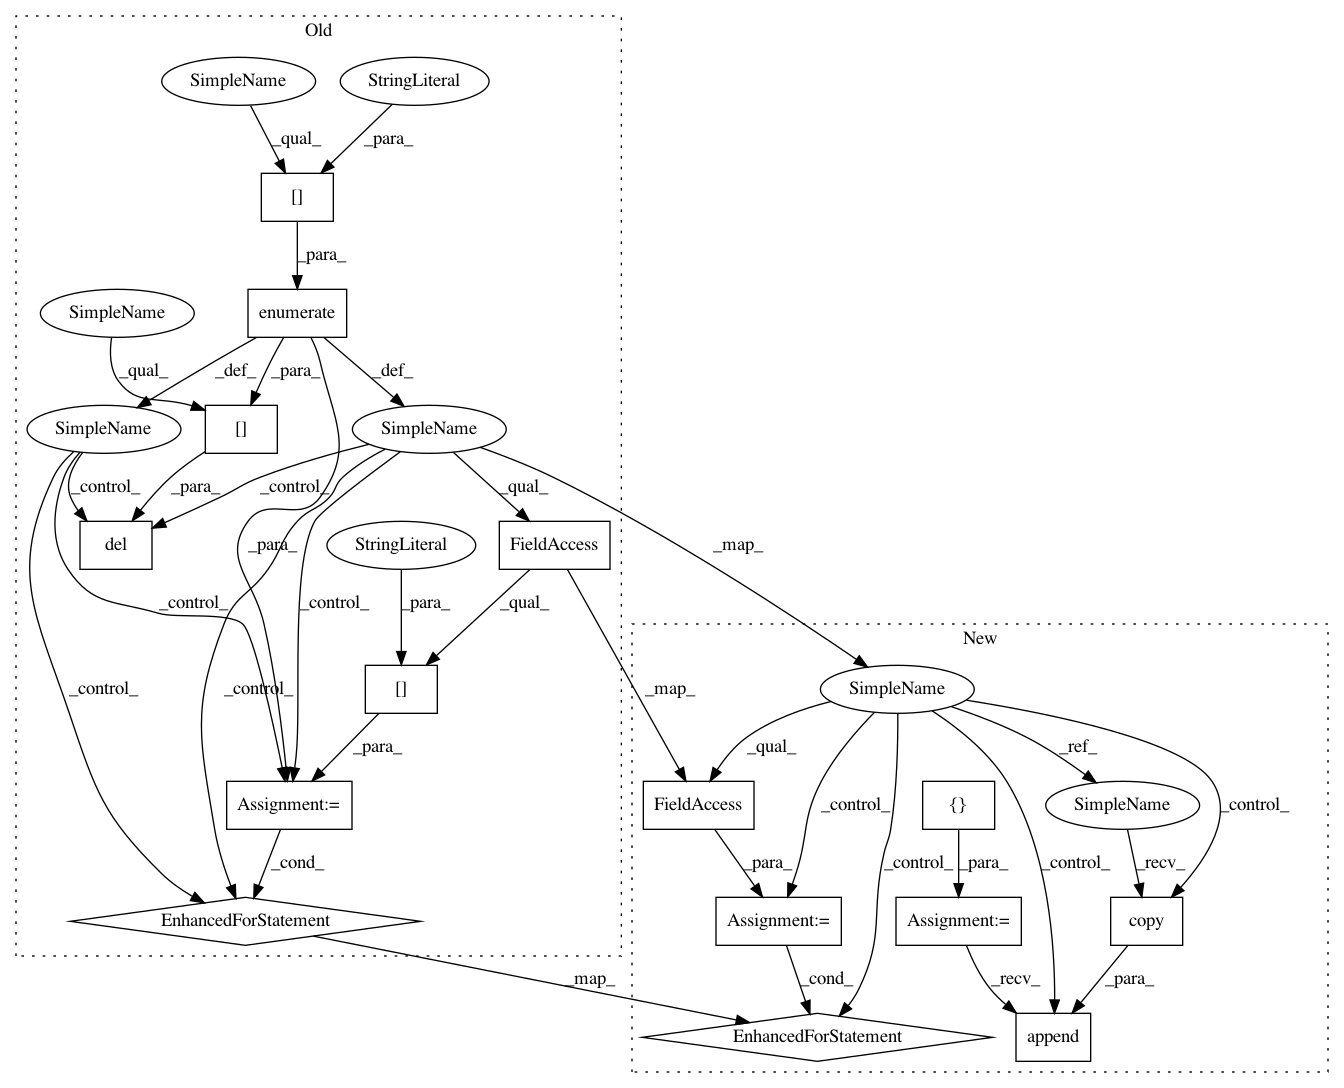 Old
SimpleName
StringLiteral
_qual_
_para_
[]
_para_
SimpleName
enumerate
_qual_
_def_
_para_
_def_
SimpleName
[]
SimpleName
_control_
_para_
_control_
_qual_
_map_
del
_para_
StringLiteral
FieldAccess
_control_
_control_
_para_
_qual_
New
_control_
_control_
[]
_map_
SimpleName
_para_
_qual_
_ref_
Assignment:=
FieldAccess
_control_
{}
SimpleName
_control_
_cond_
_para_
_control_
_para_
_control_
_recv_
EnhancedForStatement
Assignment:=
Assignment:=
copy
_map_
_cond_
_recv_
_para_
EnhancedForStatement
append